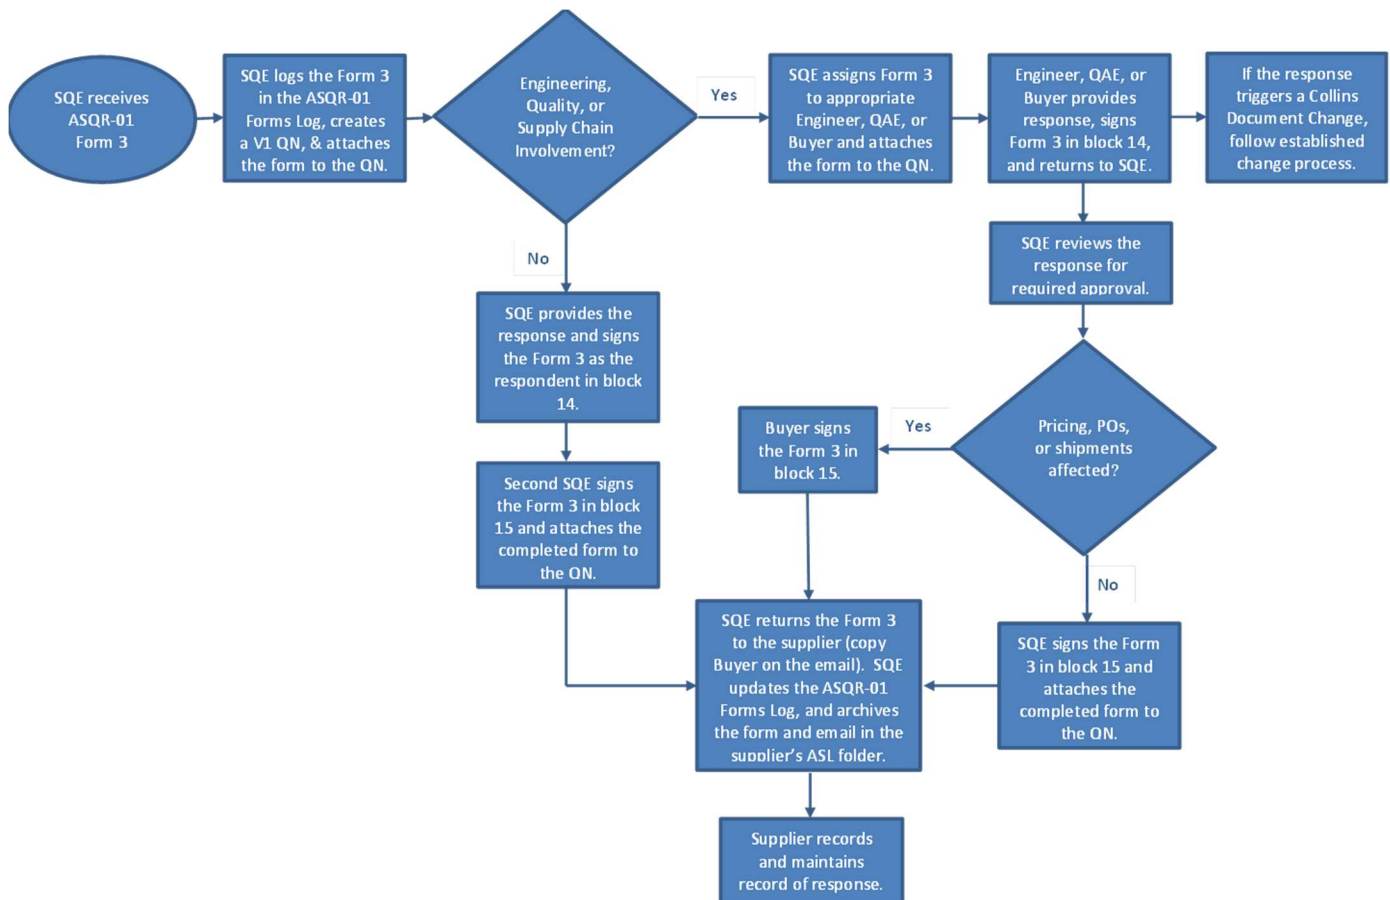 SQE receives
ASQR-01
Form 3
SQE logs the Form 3
in the ASQR-01
Forms Log, creates
a V1 QN, & attaches
the form to the QN.
Engineering,
Quality, or
Supply Chain
Involvement?
Yes
SQE assigns Form 3
to appropriate
Engineer, QAE, or
Buyer and attaches
the form to the QN.
Engineer, QAE, or
Buyer provides
response, signs
Form 3 in block 14,
and returns to SQE.
If the response
triggers a Collins
Document Change,
follow established
change process.
No
SQE provides the
response and signs
the Form 3 as the
respondent in block
14.
Second SQE signs
the Form 3 in block
15 and attaches the
completed form to
the QN.
SQE reviews the
response for
required approval.
Pricing, POs,
or shipments
affected?
Yes
Buyer signs
the Form 3 in
block 15.
No
SQE signs the Form
3 in block 15 and
attaches the
completed form to
the QN.
SQE returns the Form 3
to the supplier (copy
Buyer on the email).  SQE
updates the ASQR-01
Forms Log, and archives
the form and email in the
supplier's ASL folder.
Supplier records
and maintains
record of response.